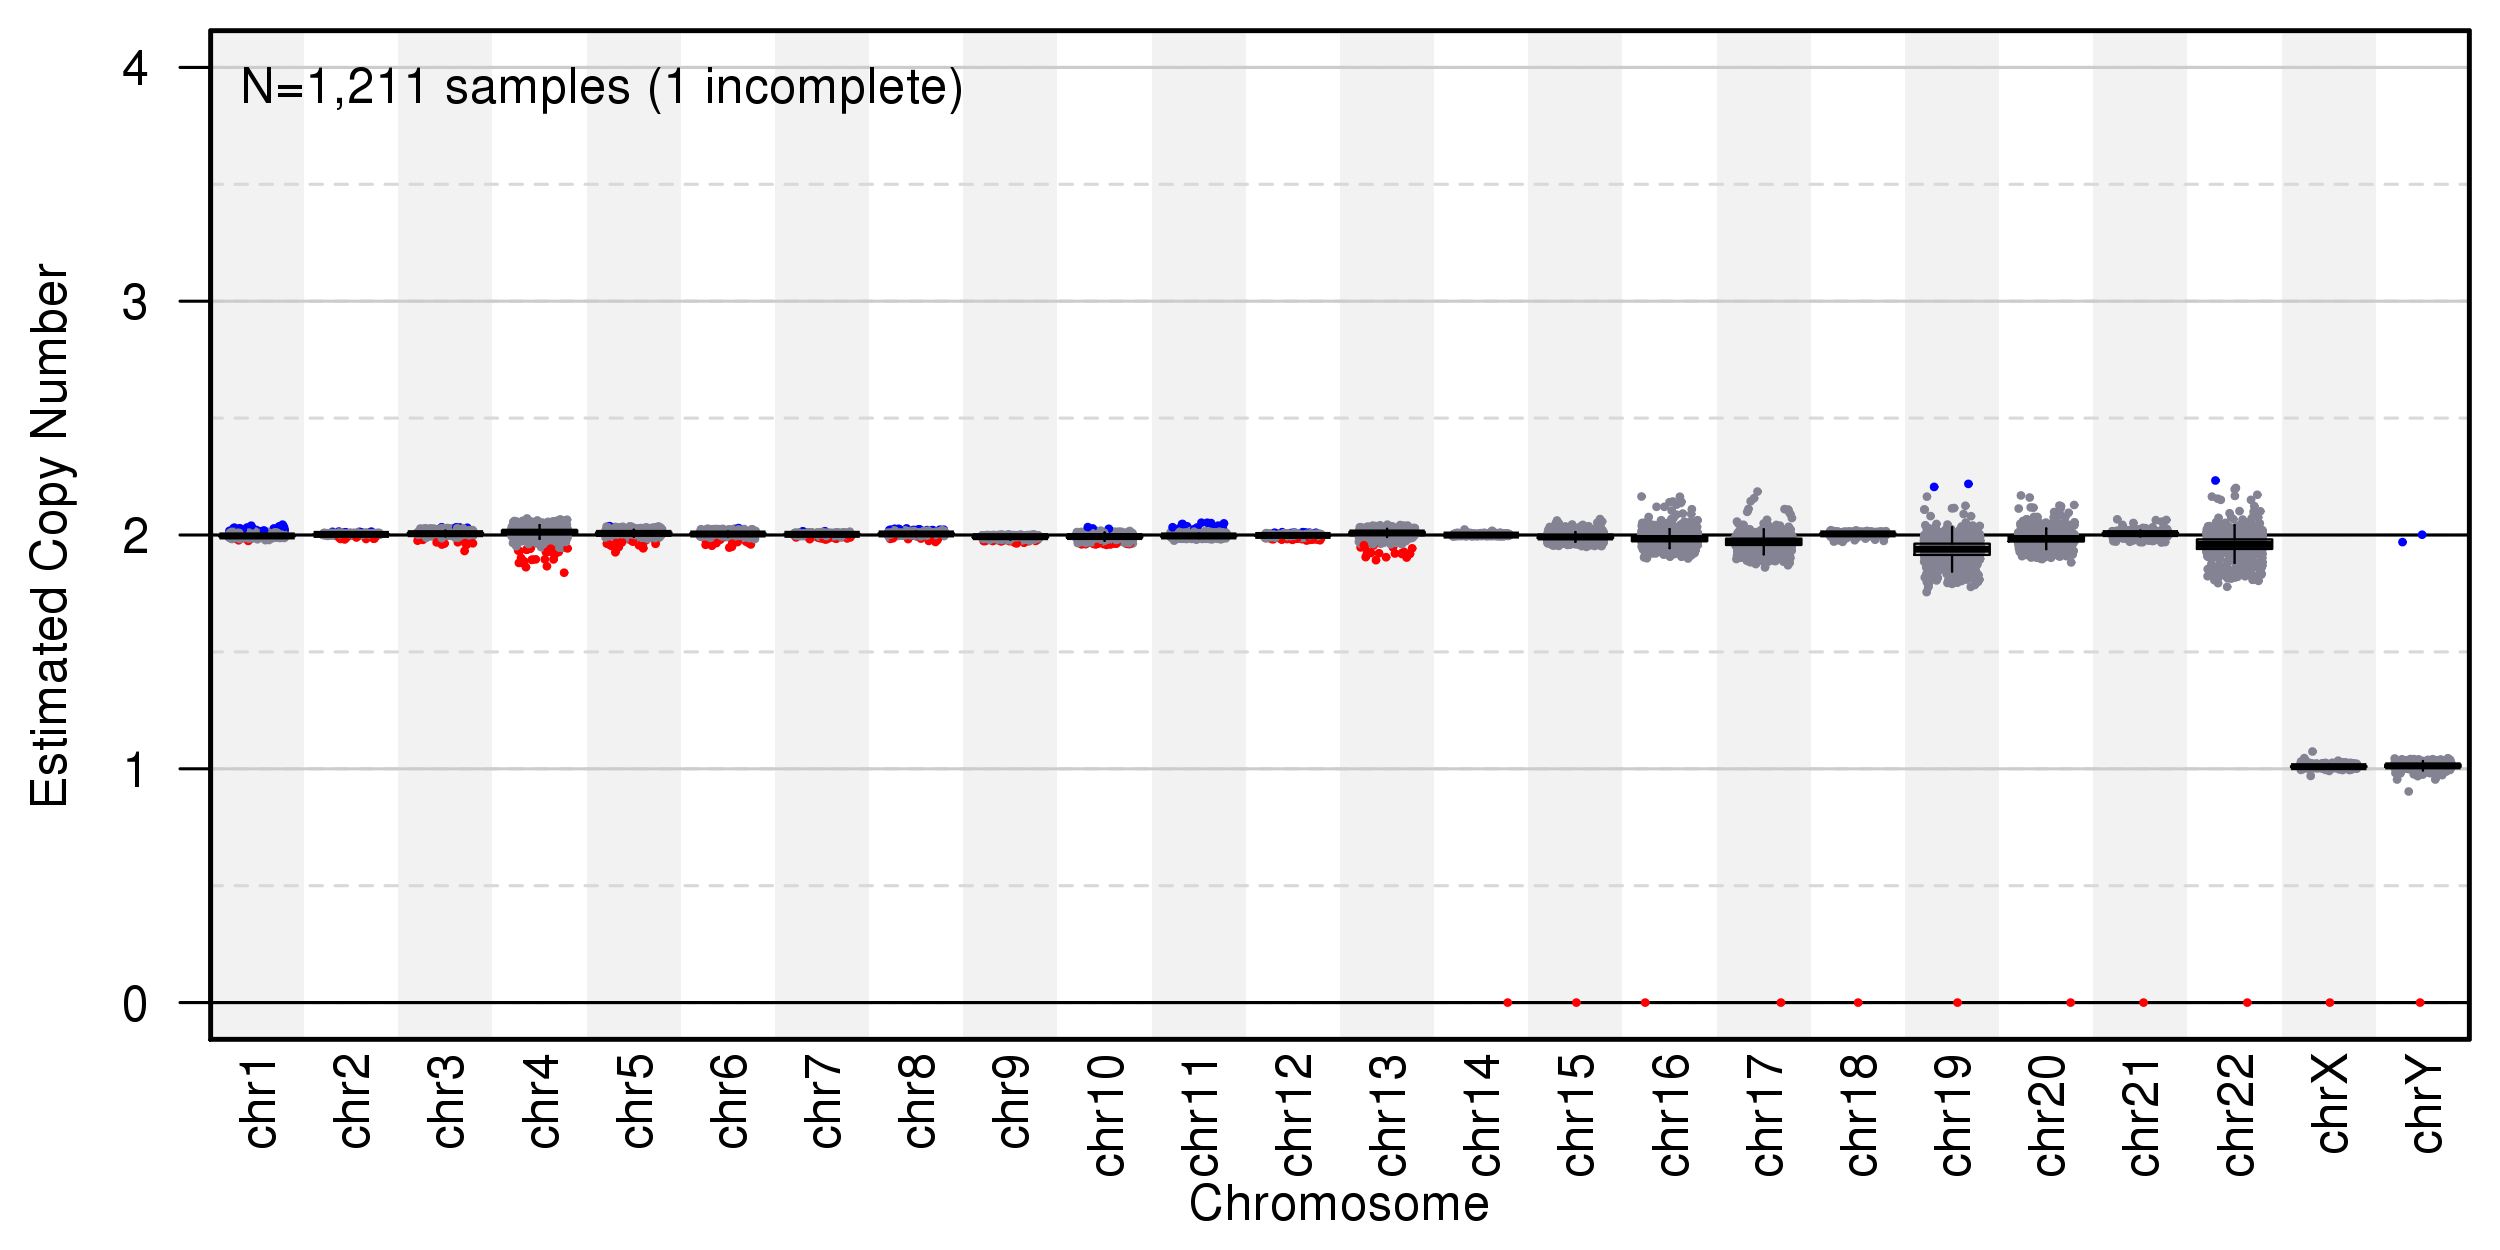 N=1,211 samples (1 incomplete)
4
3
2
1
0
Estimated Copy Number
chr1
chr2
chr3
chr4
chr5
chr6
chr7
chr8
chr9
chr10
chr11
chr12
chr13
chr14
chr15
chr16
chr17
chr18
chr19
chr20
chr21
chr22
chrX
chrY
Chromosome